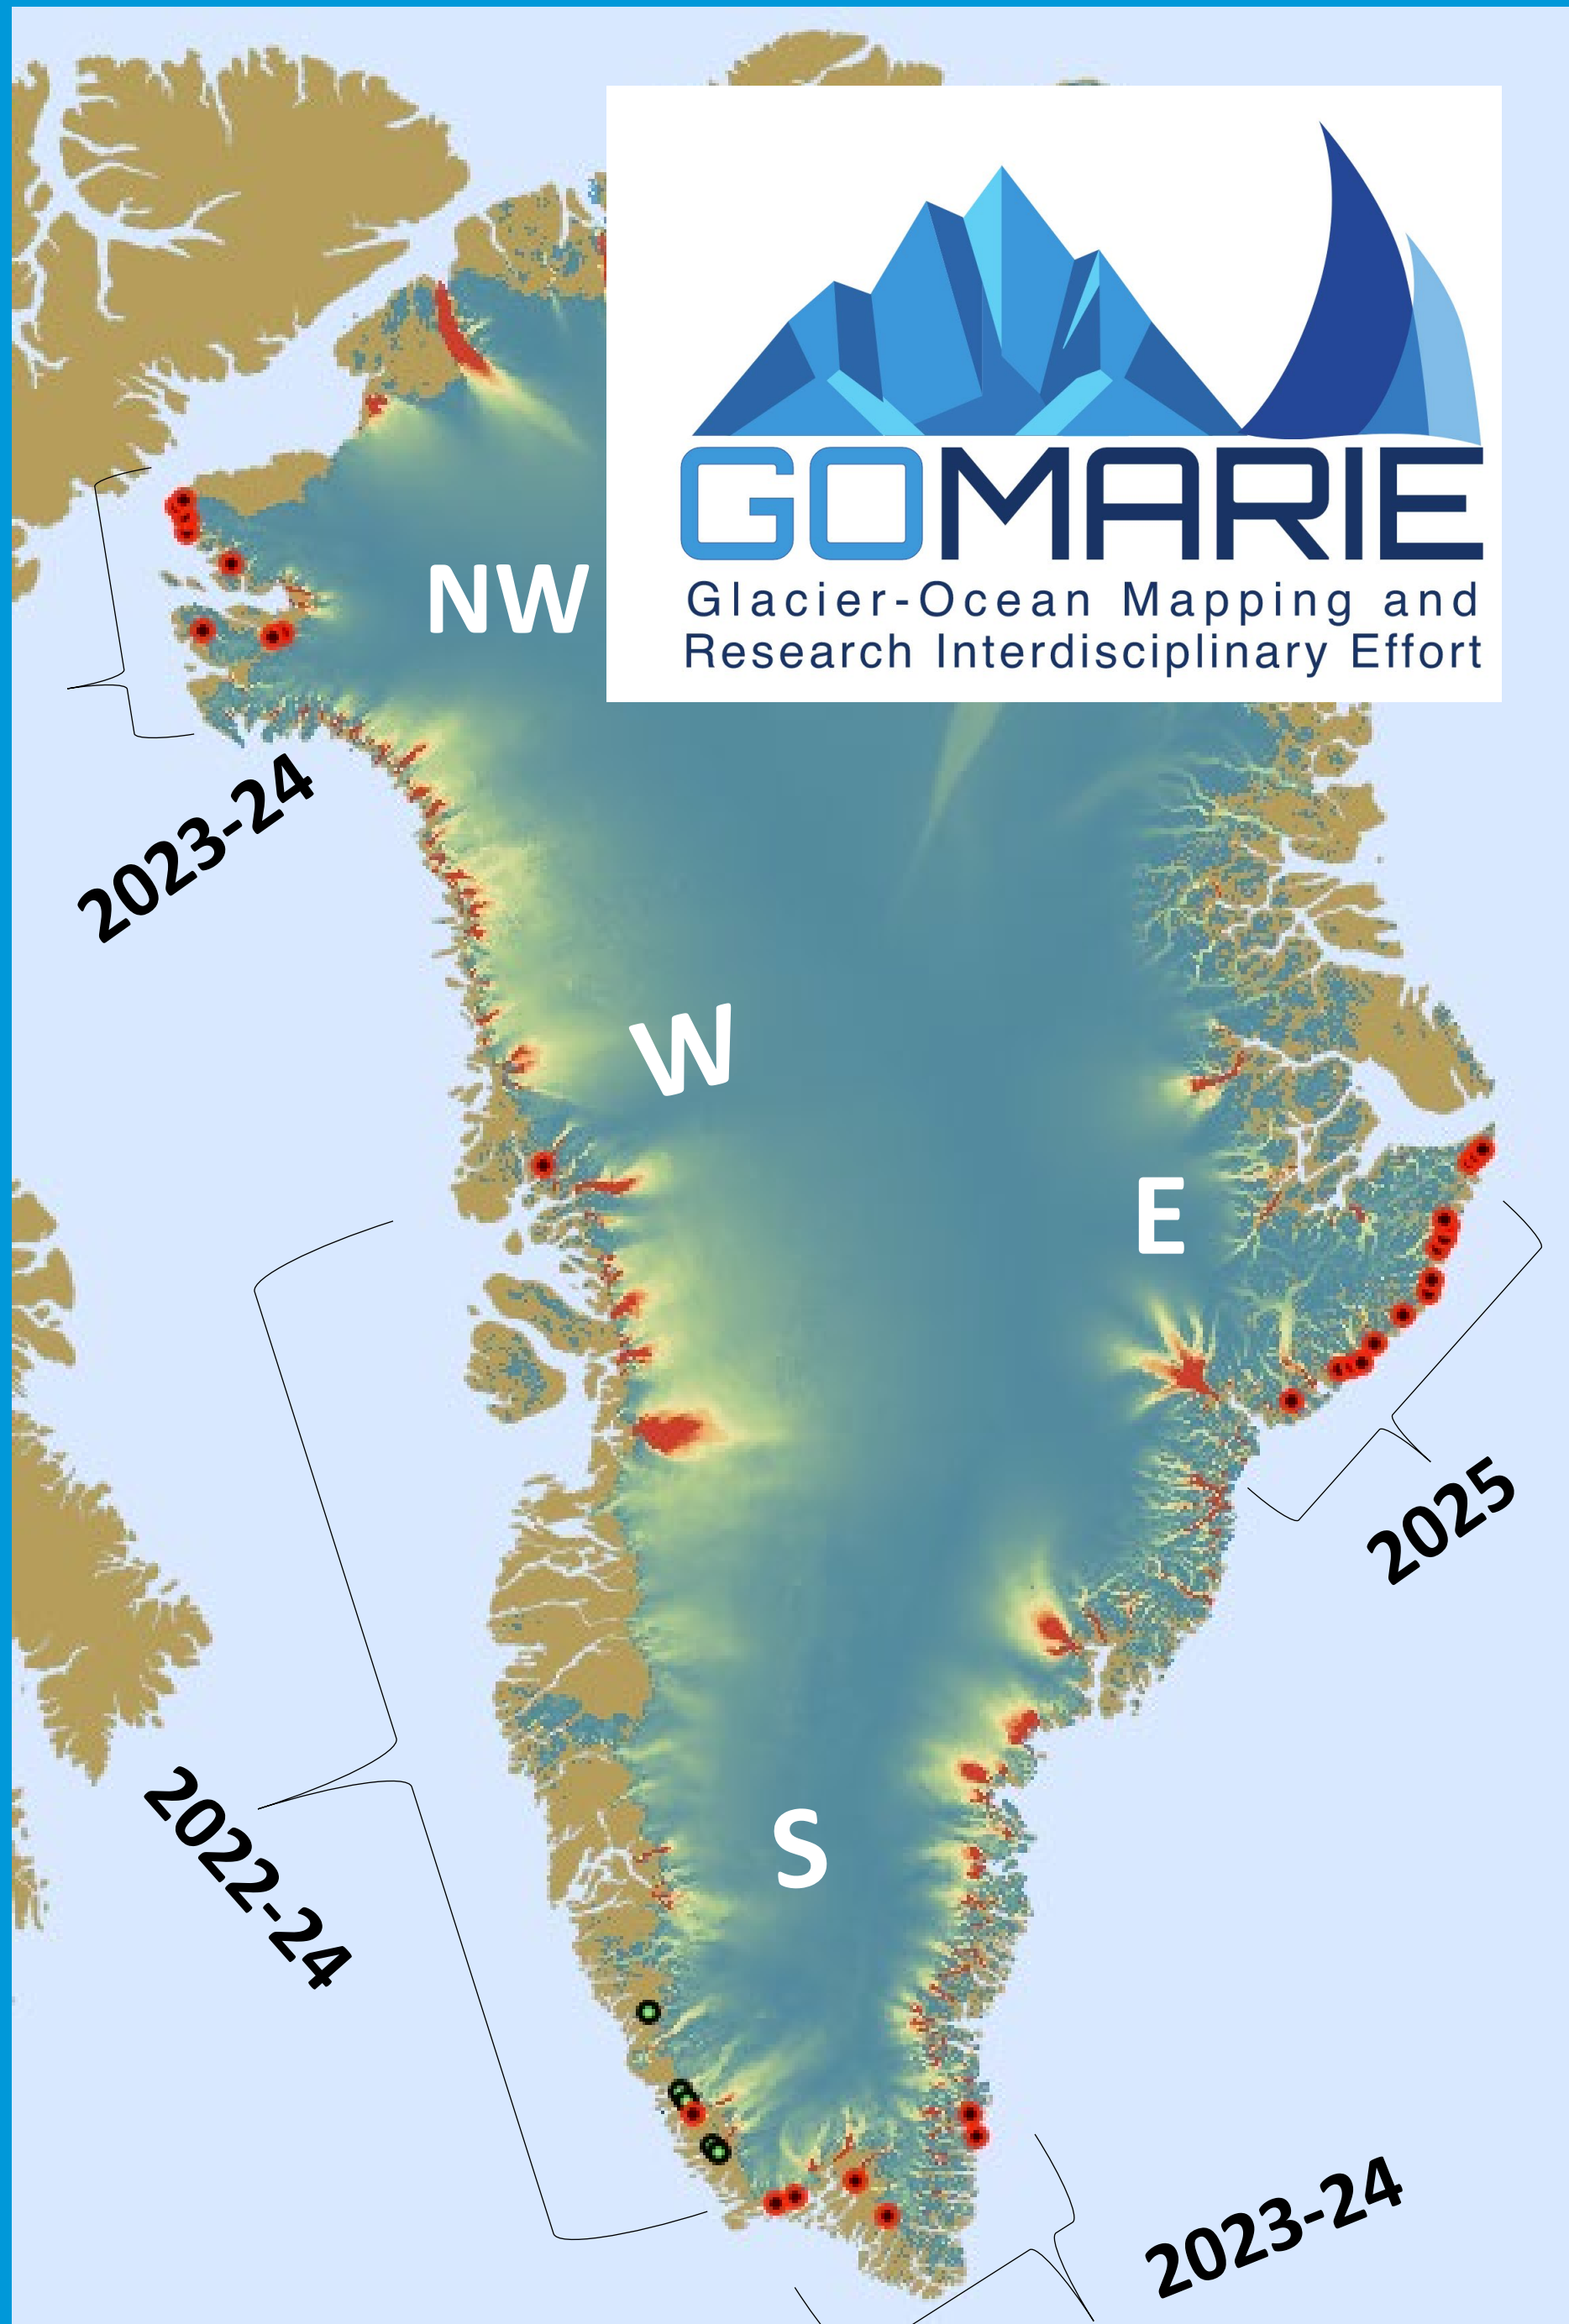 GOMARIE
Glacier-Ocean Mapping and
Research Interdisciplinary Effort
NW
2023-24
W
E
2025
2022-24
S
2023-24